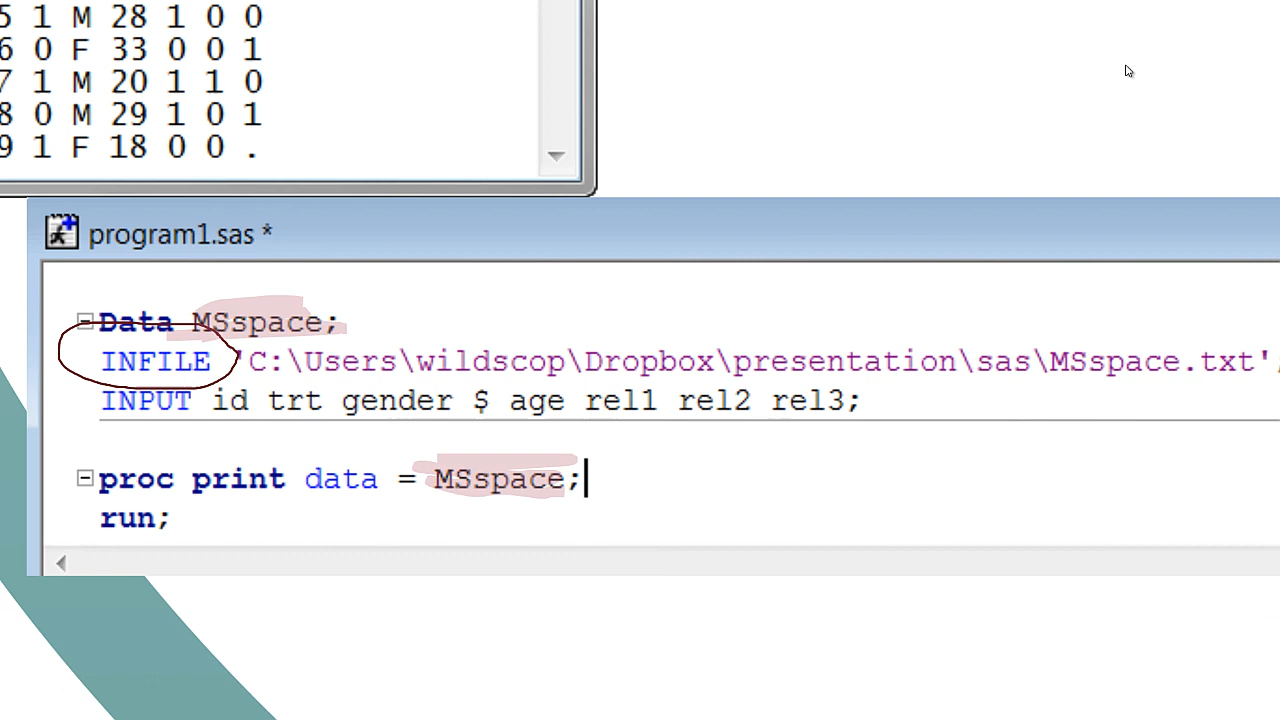 5 1 M 28 1 0 0
6 0 F 33 0 0 1
7 1 M 20 1 1 0
8 0 M 29 1 0 1
9 1 F 18 0 0 .
program1.sas *
Data MSspace;
INFILE 'C:\Users\wildscop\Dropbox\presentation\sas\MSspace.txt';
INPUT id trt gender $ age rel1 rel2 rel3;
proc print data = MSspace;
run;